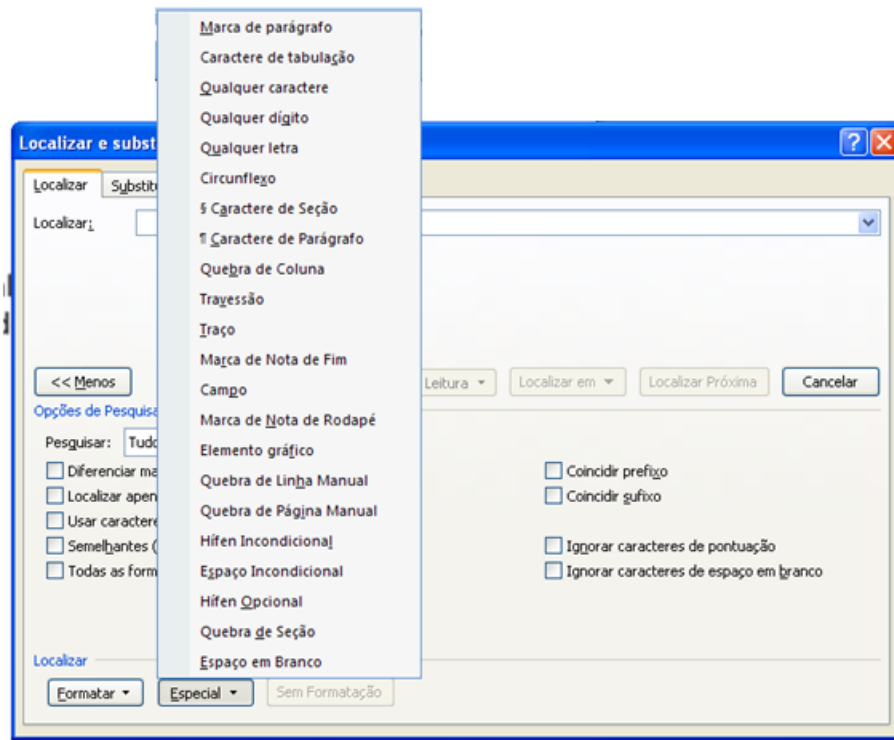 Marca de parágrafo
Caractere de tabulação
Qualquer caractere
Qualquer dígito
Qualquer letra
Circunflexo
§ Caractere de Seção
¶ Caractere de Parágrafo
Quebra de Coluna
Travessão
Traço
Marca de Nota de Fim
Campo
Marca de Nota de Rodapé
Elemento gráfico
Quebra de Linha Manual
Quebra de Página Manual
Hífen Incondicional
Espaço Incondicional
Hífen Opcional
Quebra de Seção
Espaço em Branco
Localizar e subst
Localizar Substitu
Localizar:
<< Menos Leitura Localizar em Localizar Próxima Cancelar
Opções de Pesquisa
Pesquisar: Tudo
Diferenciar ma Coincidir prefixo
Localizar apen Coincidir sufixo
Usar caractere
Semelhantes ( Ignorar caracteres de pontuação
Todas as form Ignorar caracteres de espaço em branco
Localizar
Formatar Especial Sem Formatação